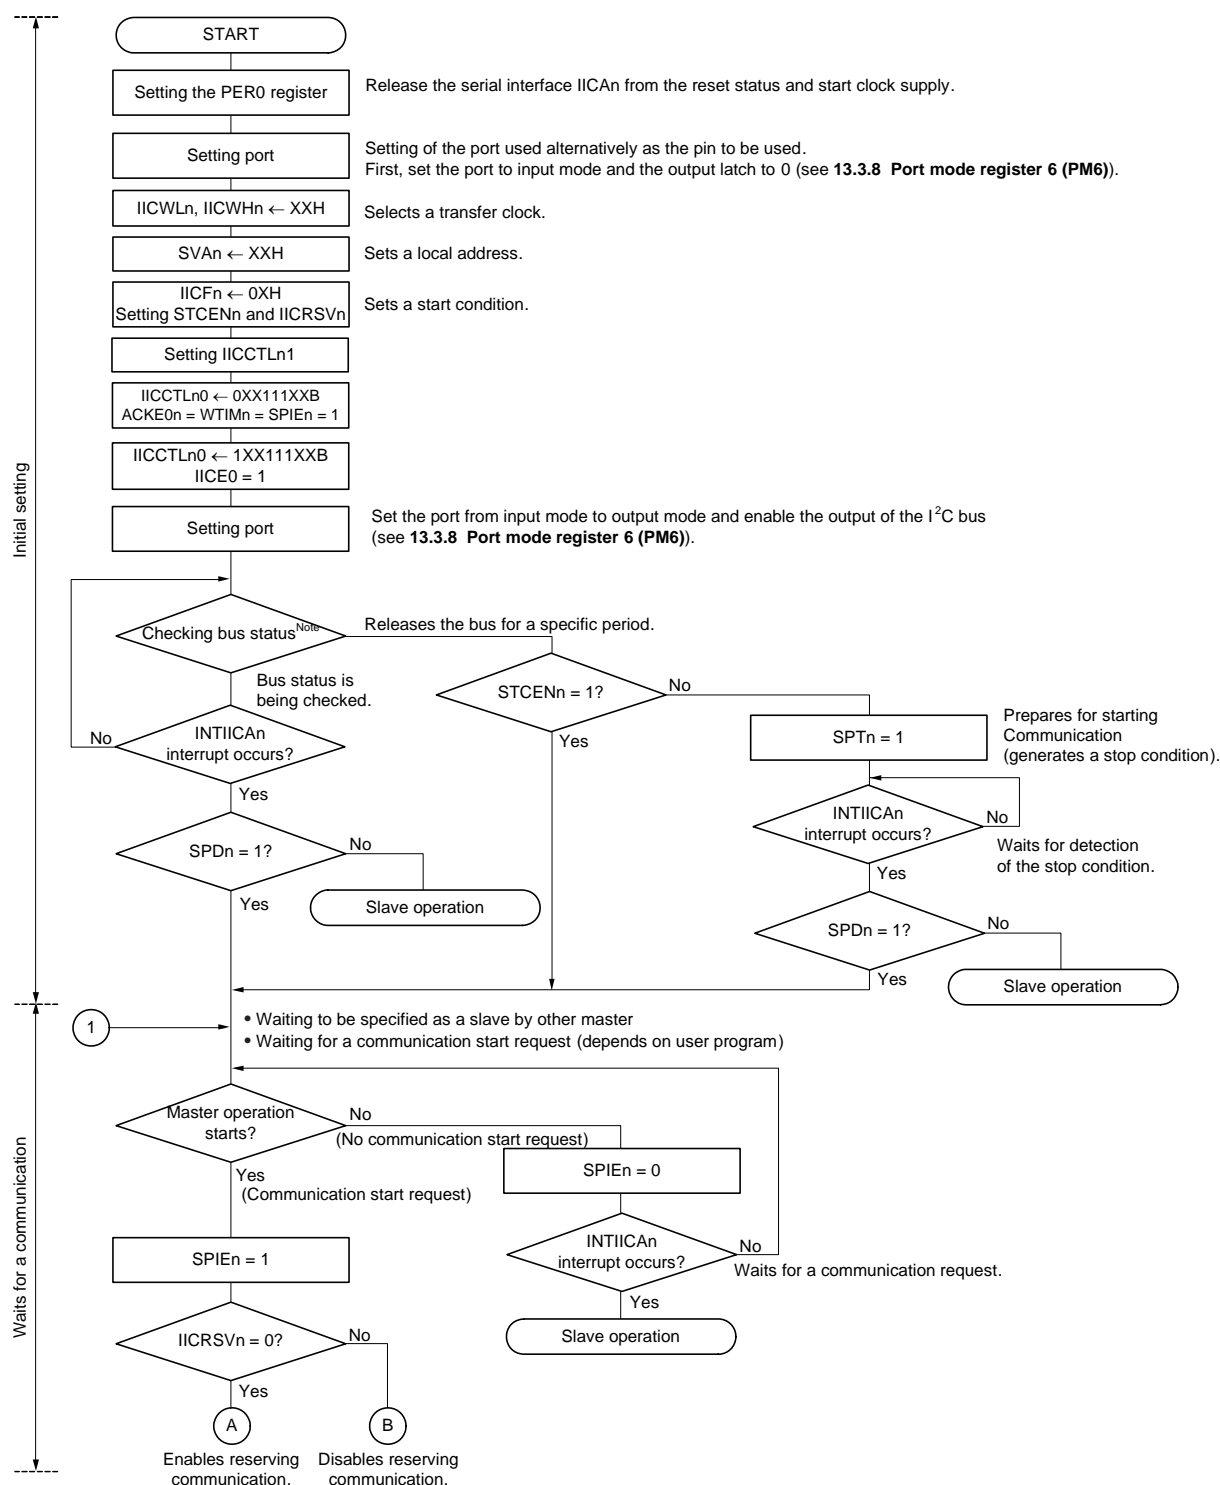 START
Setting the PER0 register
Release the serial interface IICAn from the reset status and start clock supply.
Setting port
Setting of the port used alternatively as the pin to be used.
First, set the port to input mode and the output latch to 0 (see 13.3.8 Port mode register 6 (PM6)).
IICWLn, IICWHn ← XXH
Selects a transfer clock.
SVAn ← XXH
Sets a local address.
IICFn ← 0XH
Setting STCENn and IICRSVn
Sets a start condition.
Setting IICCTLn1
IICCTLn0 ← 0XX111XXB
ACKE0n = WTIMn = SPIEn = 1
IICCTLn0 ← 1XX111XXB
IICE0 = 1
Setting port
Set the port from input mode to output mode and enable the output of the I²C bus
(see 13.3.8 Port mode register 6 (PM6)).
Initial setting
Checking bus status Note
Releases the bus for a specific period.
Bus status is
being checked.
STCENn = 1?
No
Yes
SPTn = 1
Prepares for starting
Communication
(generates a stop condition).
No
INTIICAn
interrupt occurs?
Yes
INTIICAn
interrupt occurs?
No
Waits for detection
of the stop condition.
Yes
SPDn = 1?
No
Slave operation
Yes
SPDn = 1?
No
Slave operation
Yes
1
• Waiting to be specified as a slave by other master
• Waiting for a communication start request (depends on user program)
Waits for a communication
Master operation
starts?
No
(No communication start request)
Yes
(Communication start request)
SPIEn = 0
SPIEn = 1
INTIICAn
interrupt occurs?
No
Waits for a communication request.
Yes
Slave operation
IICRSVn = 0?
No
Yes
A
B
Enables reserving
communication.
Disables reserving
communication.